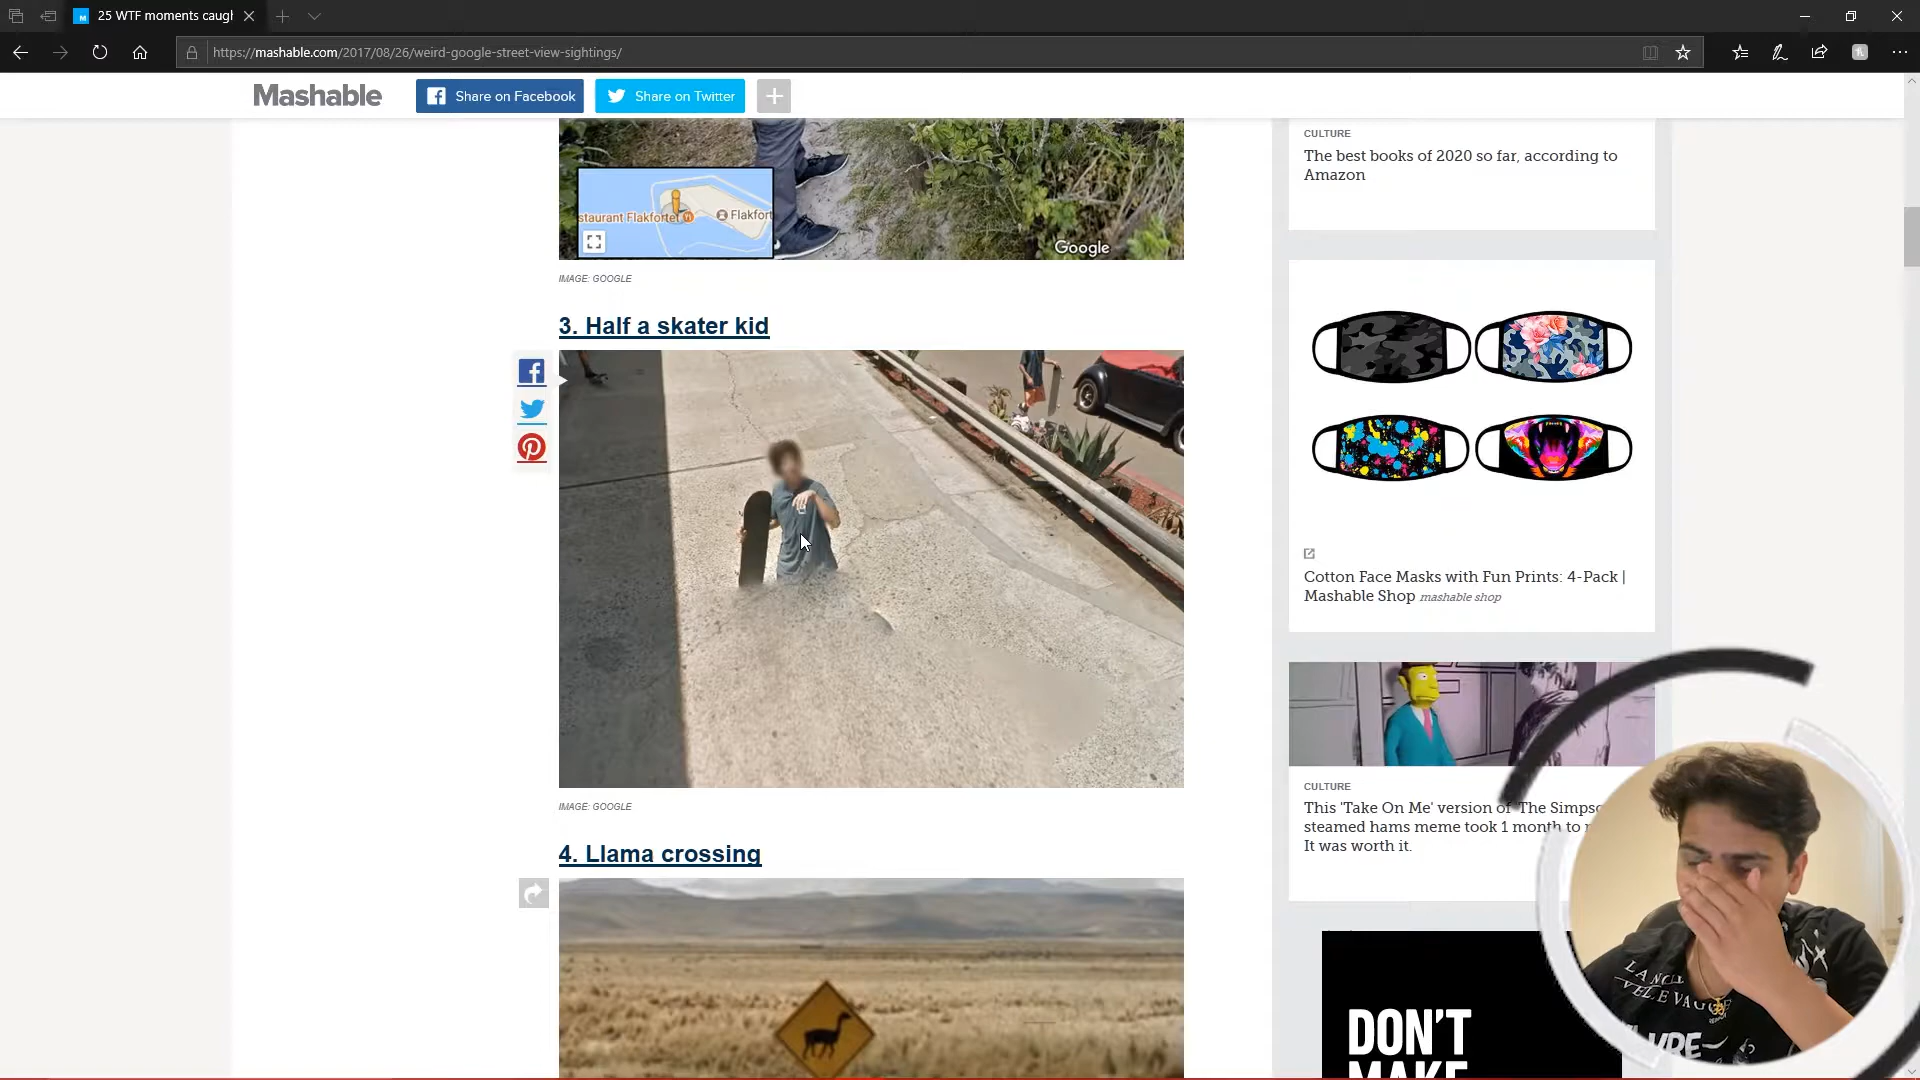 25 WTF moments caugh
https://mashable.com/2017/08/26/weird-google-street-view-sightings/
Mashable
Share on Facebook
Share on Twitter
CULTURE
The best books of 2020 so far, according to
Amazon
staurant Flakfortet
Flakfort
Google
IMAGE: GOOGLE
3. Half a skater kid
Cotton Face Masks with Fun Prints: 4-Pack |
Mashable Shop mashable shop
CULTURE
This 'Take On Me' version of 'The Simpso
steamed hams meme took 1 month to
It was worth it.
IMAGE: GOOGLE
4. Llama crossing
DON'T
MAKE